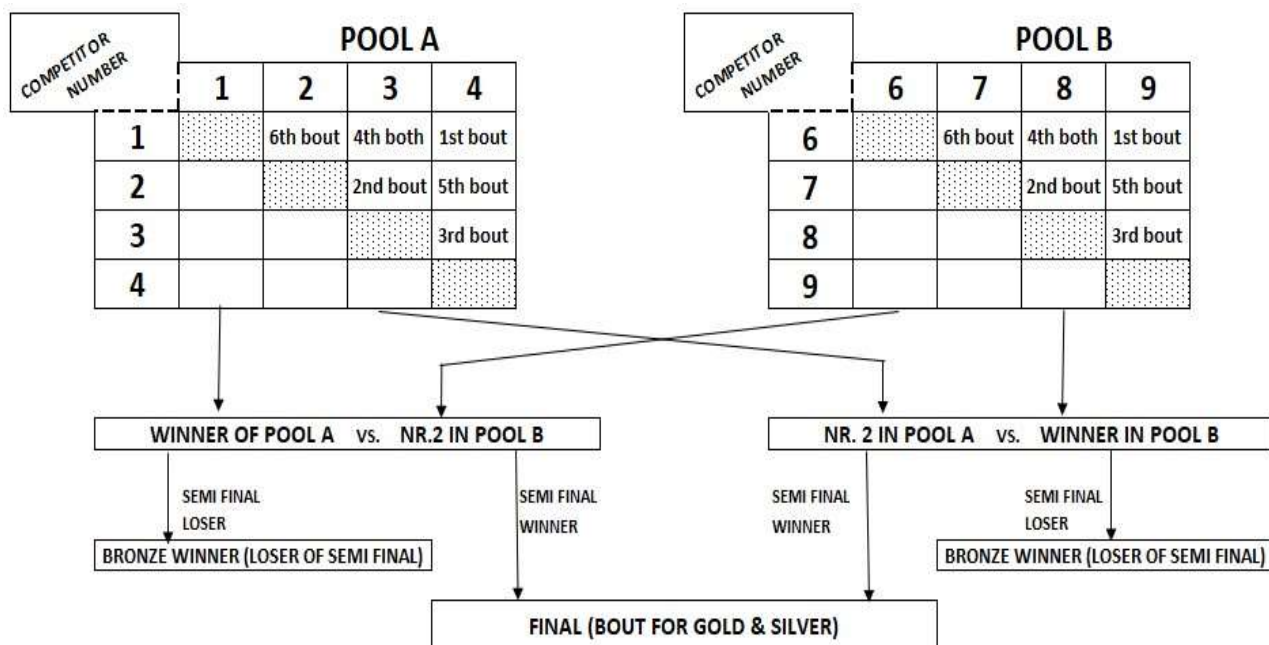 POOL A
POOL B
COMPETITOR
NUMBER
1 2 3 4
COMPETITOR
NUMBER
6 7 8 9
1 6th bout 4th both 1st bout
6 6th bout 4th both 1st bout
2 2nd bout 5th bout
7 2nd bout 5th bout
3 3rd bout
8 3rd bout
4
9
WINNER OF POOL A VS. NR.2 IN POOL B
NR. 2 IN POOL A VS. WINNER IN POOL B
SEMI FINAL
LOSER
SEMI FINAL
WINNER
SEMI FINAL
WINNER
SEMI FINAL
LOSER
BRONZE WINNER (LOSER OF SEMI FINAL)
BRONZE WINNER (LOSER OF SEMI FINAL)
FINAL (BOUT FOR GOLD & SILVER)